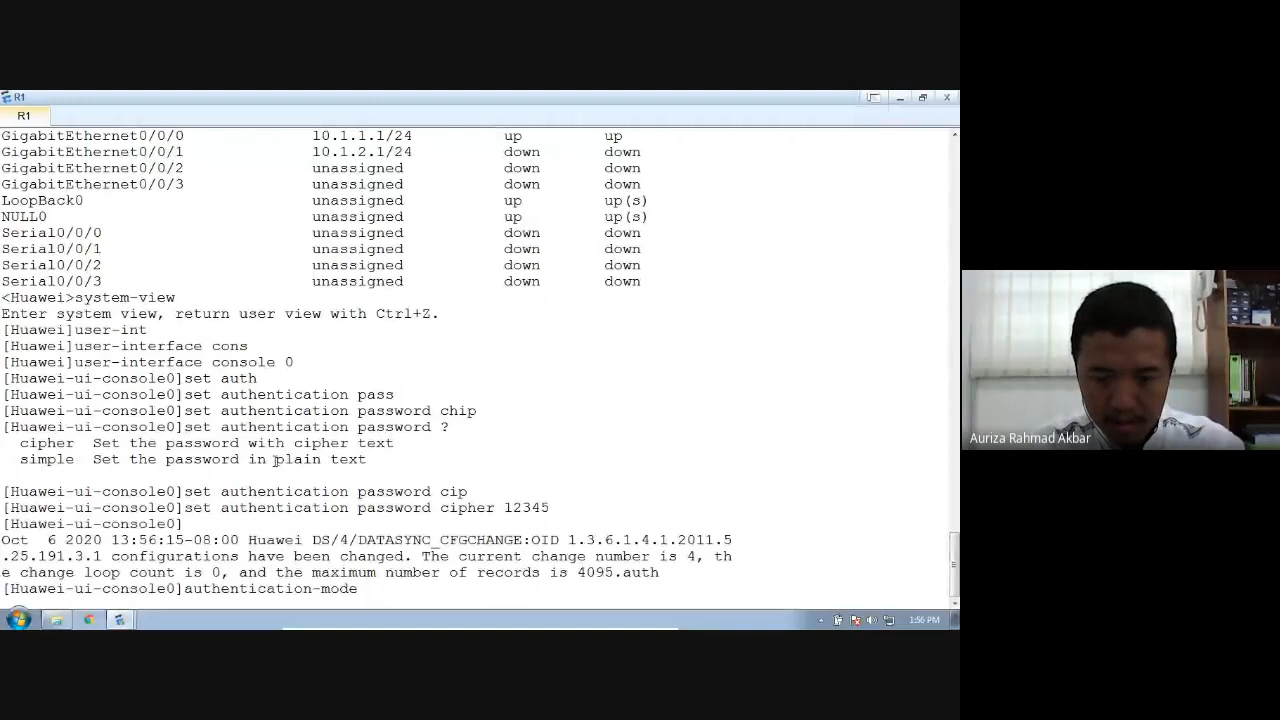 R1
R1
GigabitEthernet0/0/0 10.1.1.1/24 up up
GigabitEthernet0/0/1 10.1.2.1/24 down down
GigabitEthernet0/0/2 unassigned down down
GigabitEthernet0/0/3 unassigned down down
LoopBack0 unassigned up up(s)
NULL0 unassigned up up(s)
Serial0/0/0 unassigned down down
Serial0/0/1 unassigned down down
Serial0/0/2 unassigned down down
Serial0/0/3 unassigned down down
<Huawei>system-view
Enter system view, return user view with Ctrl+Z.
[Huawei]user-int
[Huawei]user-interface cons
[Huawei]user-interface console 0
[Huawei-ui-console0]set auth
[Huawei-ui-console0]set authentication pass
[Huawei-ui-console0]set authentication password chip
[Huawei-ui-console0]set authentication password ?
cipher Set the password with cipher text
simple Set the password in plain text
[Huawei-ui-console0]set authentication password cip
[Huawei-ui-console0]set authentication password cipher 12345
[Huawei-ui-console0]
Oct 6 2020 13:56:15-08:00 Huawei DS/4/DATASYNC_CFGCHANGE:OID 1.3.6.1.4.1.2011.5
.25.191.3.1 configurations have been changed. The current change number is 4, th
e change loop count is 0, and the maximum number of records is 4095.auth
[Huawei-ui-console0]authentication-mode
1:56 PM
Auriza Rahmad Akbar